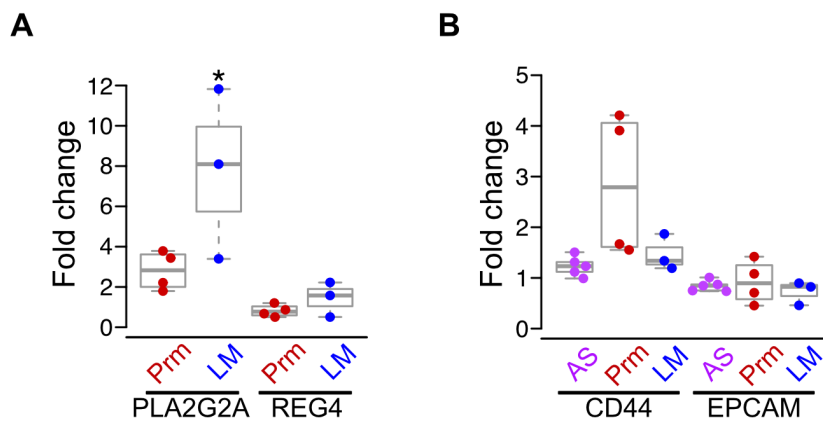 A
Fold change
12
10
8
6
4
2
0
*
Prm
LM
Prm
LM
PLA2G2A
REG4
B
Fold change
5
4
3
2
1
0
AS
Prm
LM
AS
Prm
LM
CD44
EPCAM